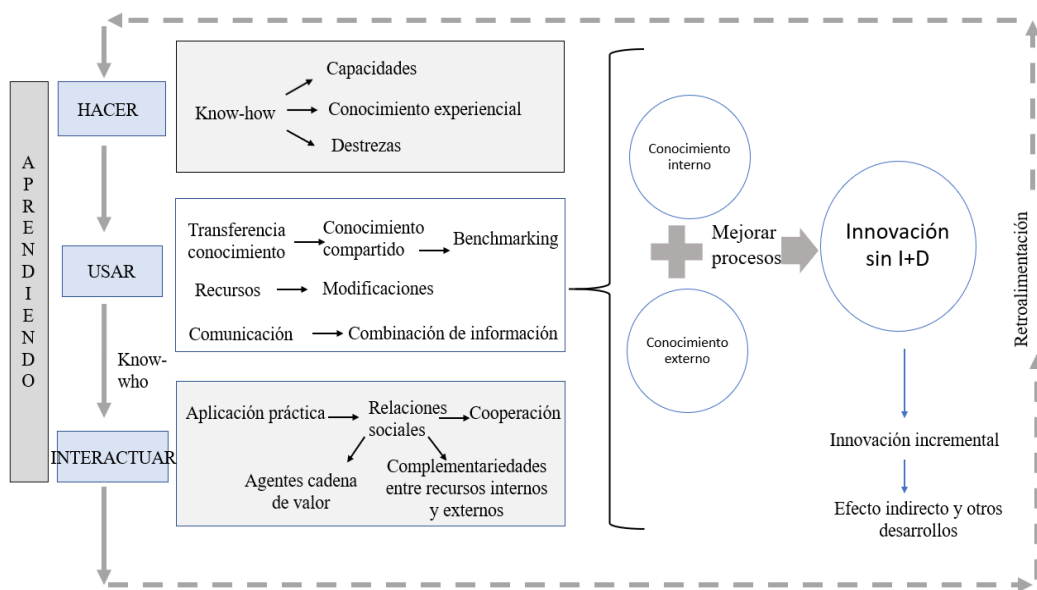 APRENDIENDO
HACER
Know-how
Capacidades
Conocimiento experiencial
Destrezas
USAR
Transferencia
conocimiento
Conocimiento
compartido
Benchmarking
Recursos
Modificaciones
Comunicación
Combinación de información
Know-
who
INTERACTUAR
Aplicación práctica
Relaciones
sociales
Cooperación
Agentes cadena
de valor
Complementariedades
entre recursos internos
y externos
Conocimiento
interno
Mejorar
procesos
Conocimiento
externo
Innovación
sin I+D
Innovación incremental
Efecto indirecto y otros
desarrollos
Retroalimentación